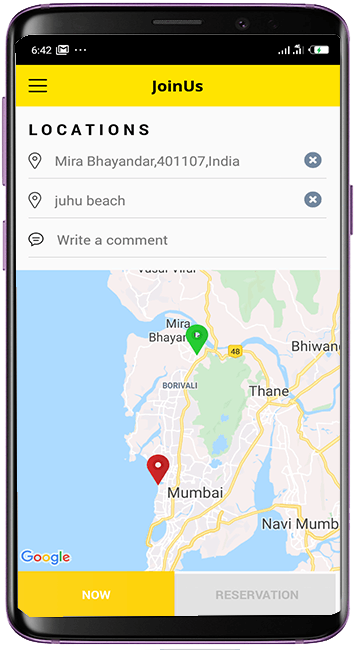 6:42
JoinUs
LOCATIONS
Mira Bhayandar,401107,India
juhu beach
Write a comment
Vasai Virar
Mira
Bhayan
48
Bhiwan
BORIVALI
Thane
Mumbai
Navi Mumb
Google
NOW
RESERVATION